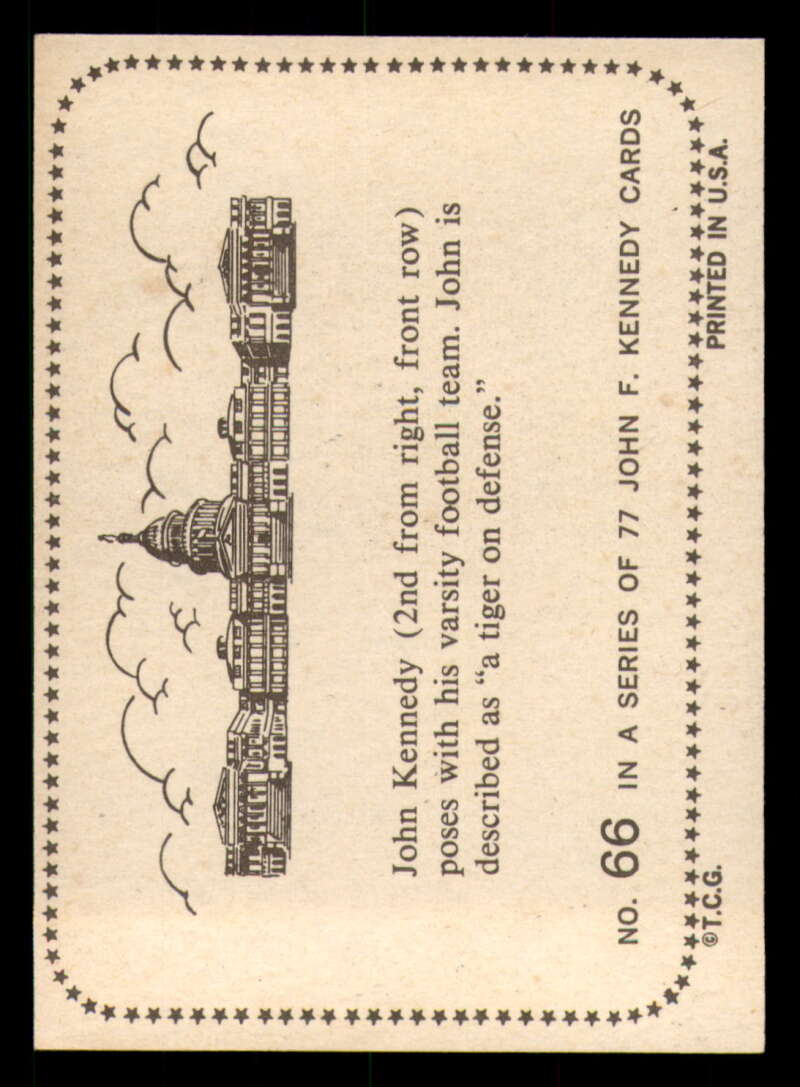 John Kennedy (2nd from right, front row)
poses with his varsity football team. John is
described as “a tiger on defense.”
NO. 66 IN A SERIES OF 77 JOHN F. KENNEDY CARDS
©T.C.G.
PRINTED IN U.S.A.